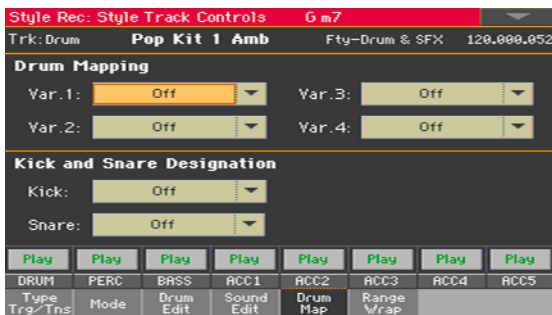 Style Rec: Style Track Controls G m7
Trk:Drum Pop Kit 1 Amb Fty-Drum & SFX 120.000.052
Drum Mapping
Var.1: Off Var.3: Off
Var.2: Off Var.4: Off
Kick and Snare Designation
Kick: Off
Snare: Off
Play Play Play Play Play Play Play Play
DRUM PERC BASS ACC1 ACC2 ACC3 ACC4 ACC5
Type Trg/Tns Mode Drum Edit Sound Edit Drum Map Range Wrap